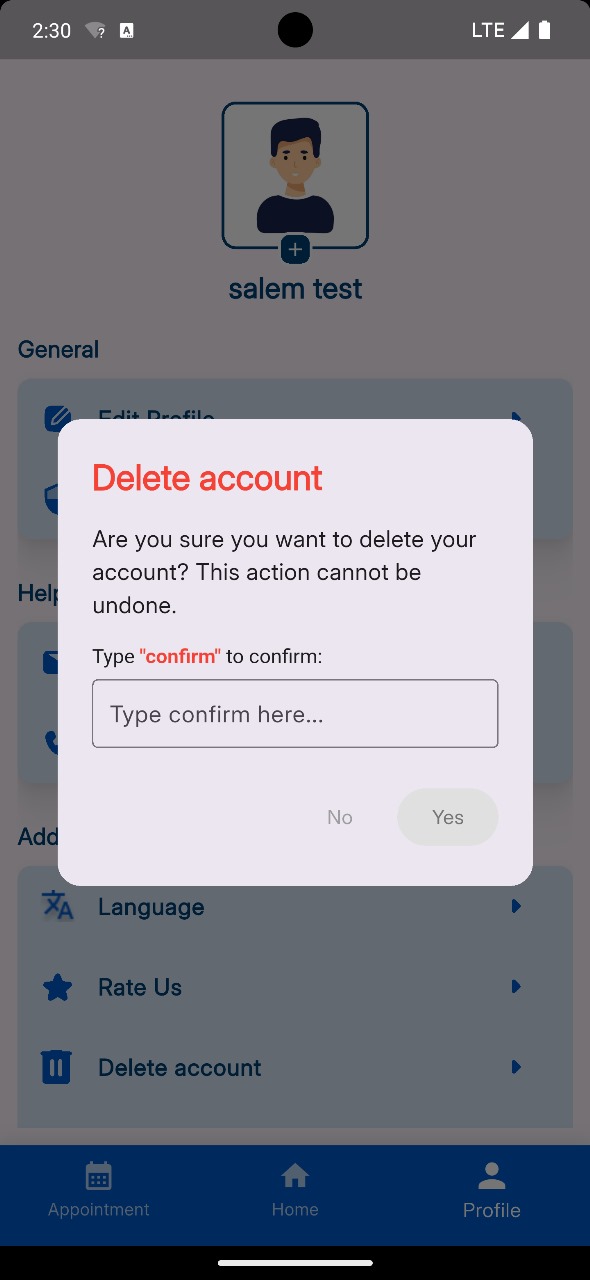 2:30
LTE
salem test
General
Edit Profile
Delete account
Are you sure you want to delete your
account? This action cannot be
undone.
Help
Type "confirm" to confirm:
Type confirm here...
No
Yes
Add
Language
Rate Us
Delete account
Appointment
Home
Profile